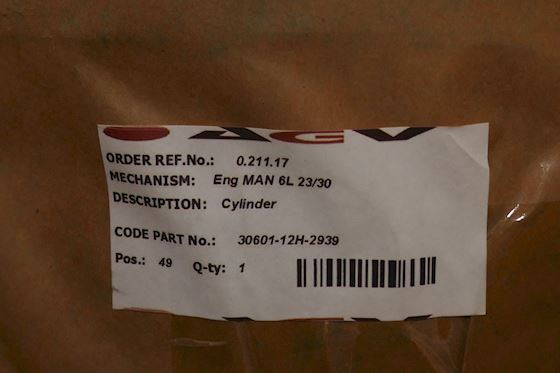 AGV
ORDER REF.No.: 0.211.17
MECHANISM: Eng MAN 6L 23/30
DESCRIPTION: Cylinder
CODE PART No.: 30601-12H-2939
Pos.: 49 Q-ty: 1